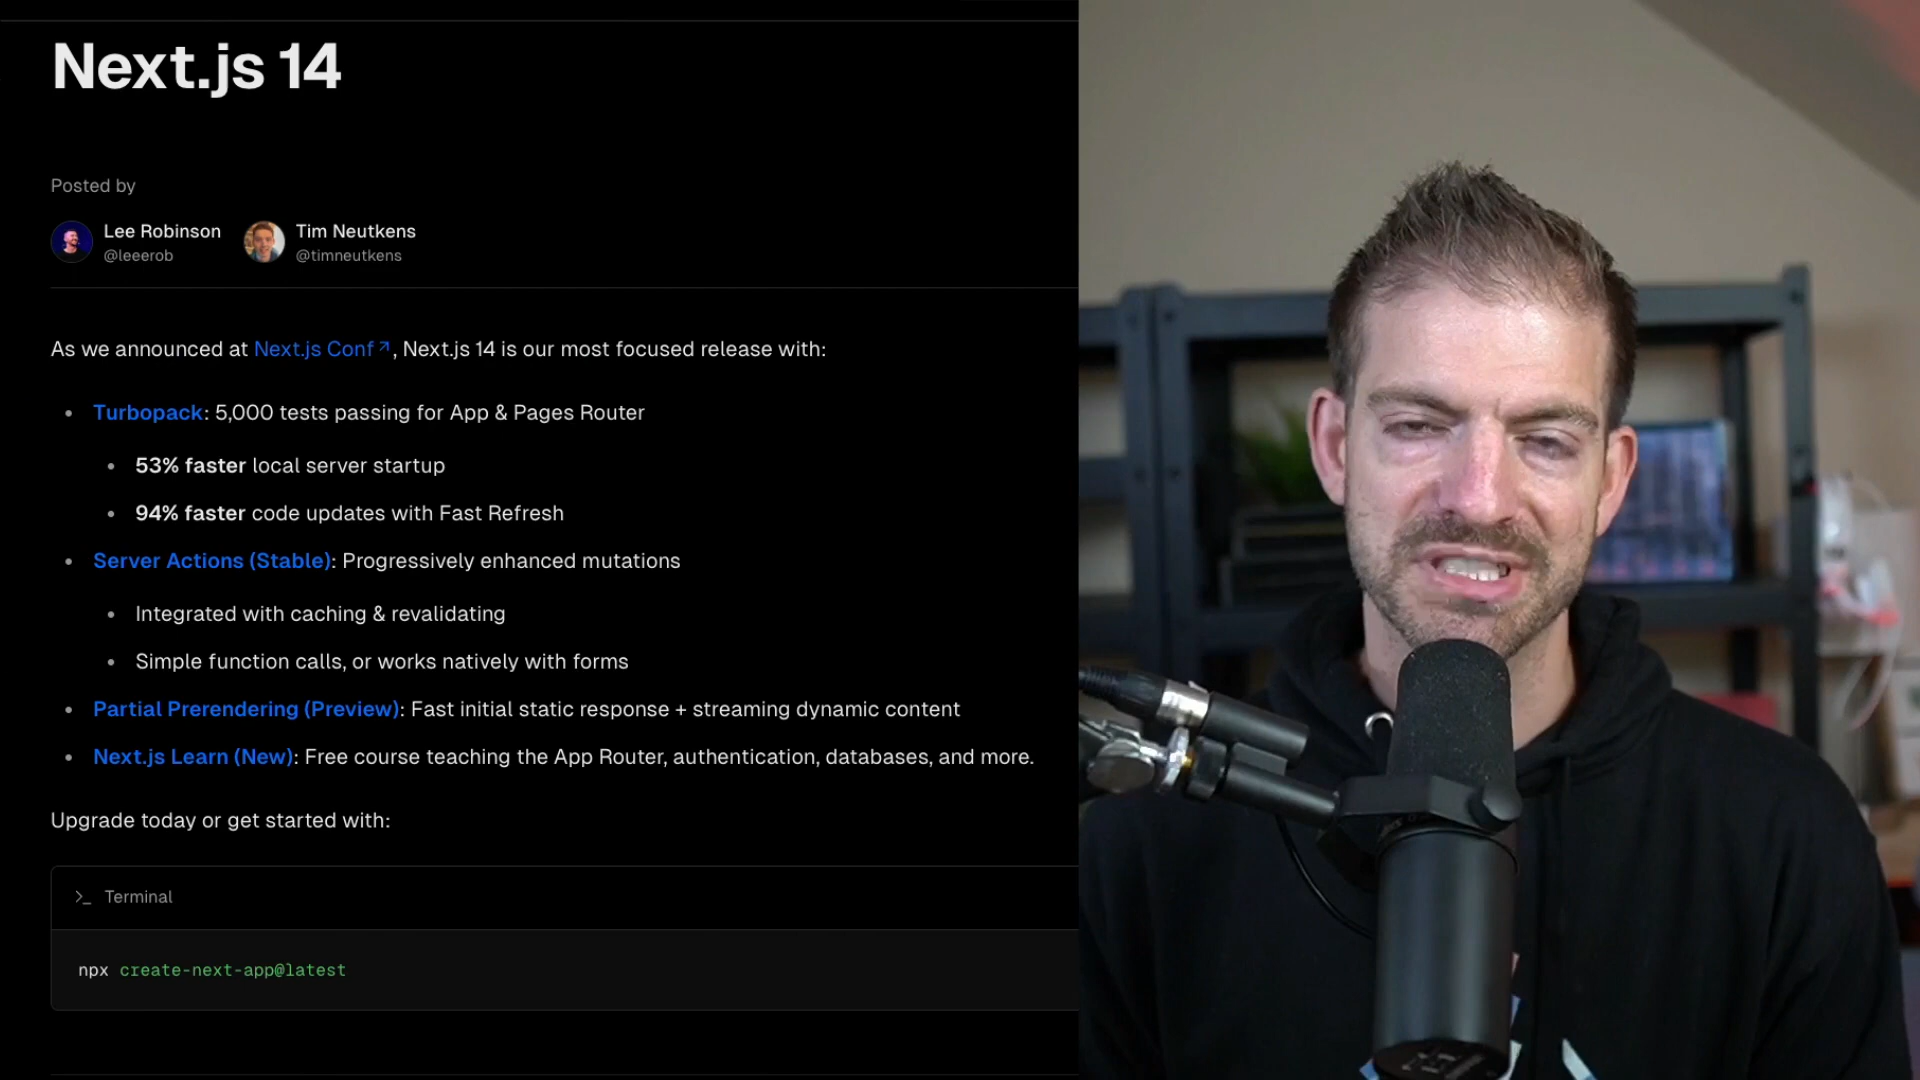 Next.js 14
Posted by
Lee Robinson
@leeerob
Tim Neutkens
@timneutkens
As we announced at Next.js Conf↗, Next.js 14 is our most focused release with:
• Turbopack: 5,000 tests passing for App & Pages Router
• 53% faster local server startup
• 94% faster code updates with Fast Refresh
• Server Actions (Stable): Progressively enhanced mutations
• Integrated with caching & revalidating
• Simple function calls, or works natively with forms
• Partial Prerendering (Preview): Fast initial static response + streaming dynamic content
• Next.js Learn (New): Free course teaching the App Router, authentication, databases, and more.
Upgrade today or get started with:
>_ Terminal
npx create-next-app@latest